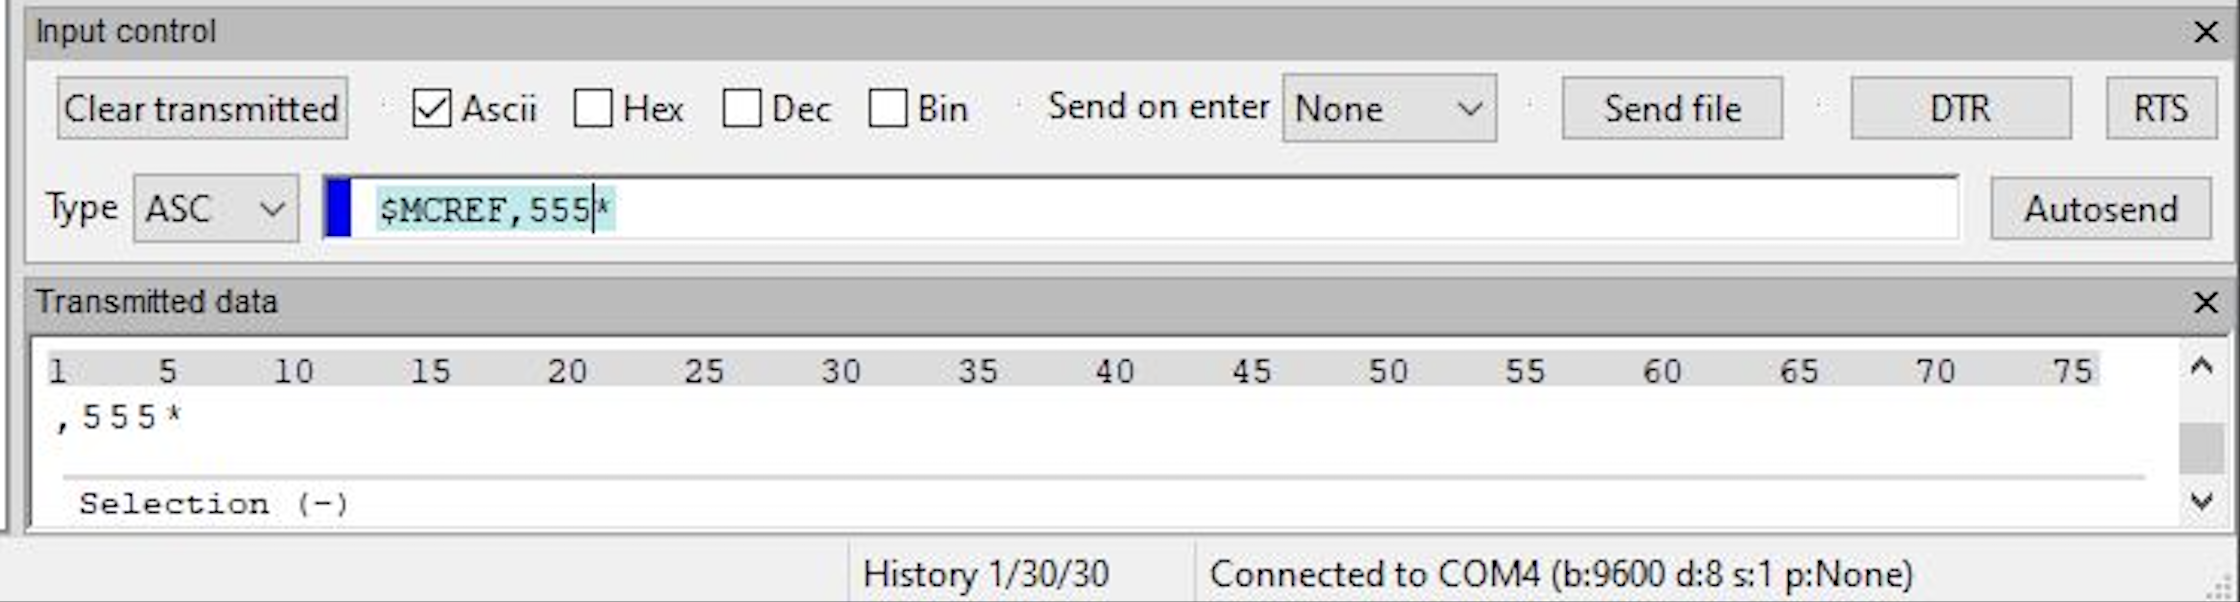 Input control
Clear transmitted Ascii Hex Dec Bin Send on enter None Send file DTR RTS
Type ASC $MCREF,555* Autosend
Transmitted data
1 5 10 15 20 25 30 35 40 45 50 55 60 65 70 75
,555*
Selection (-)
History 1/30/30 Connected to COM4 (b:9600 d:8 s:1 p:None)